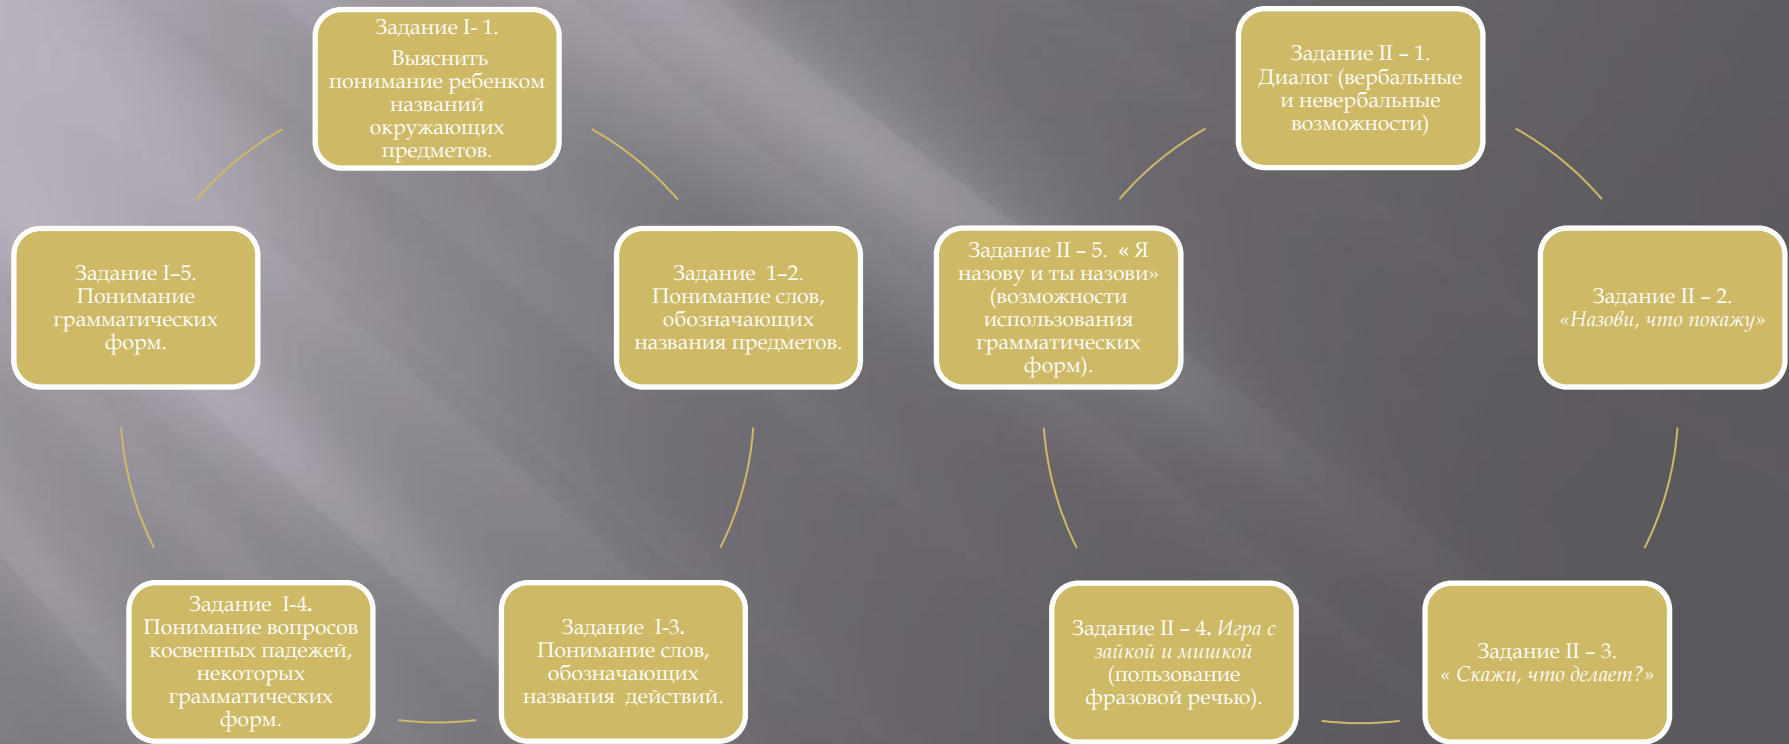 Задание I- 1.
Выяснить
понимание ребенком
названий
окружающих
предметов.
Задание 1–2.
Понимание слов,
обозначающих
названия предметов.
Задание I-3.
Понимание слов,
обозначающих
названия действий.
Задание I-4.
Понимание вопросов
косвенных падежей,
некоторых
грамматических
форм.
Задание I–5.
Понимание
грамматических
форм.
Задание II – 1.
Диалог (вербальные
и невербальные
возможности)
Задание II – 2.
«Назови, что покажу»
Задание II – 3.
« Скажи, что делает?»
Задание II – 4. Игра с
зайкой и мишкой
(пользование
фразовой речью).
Задание II – 5. « Я
назову и ты назови»
(возможности
использования
грамматических
форм).